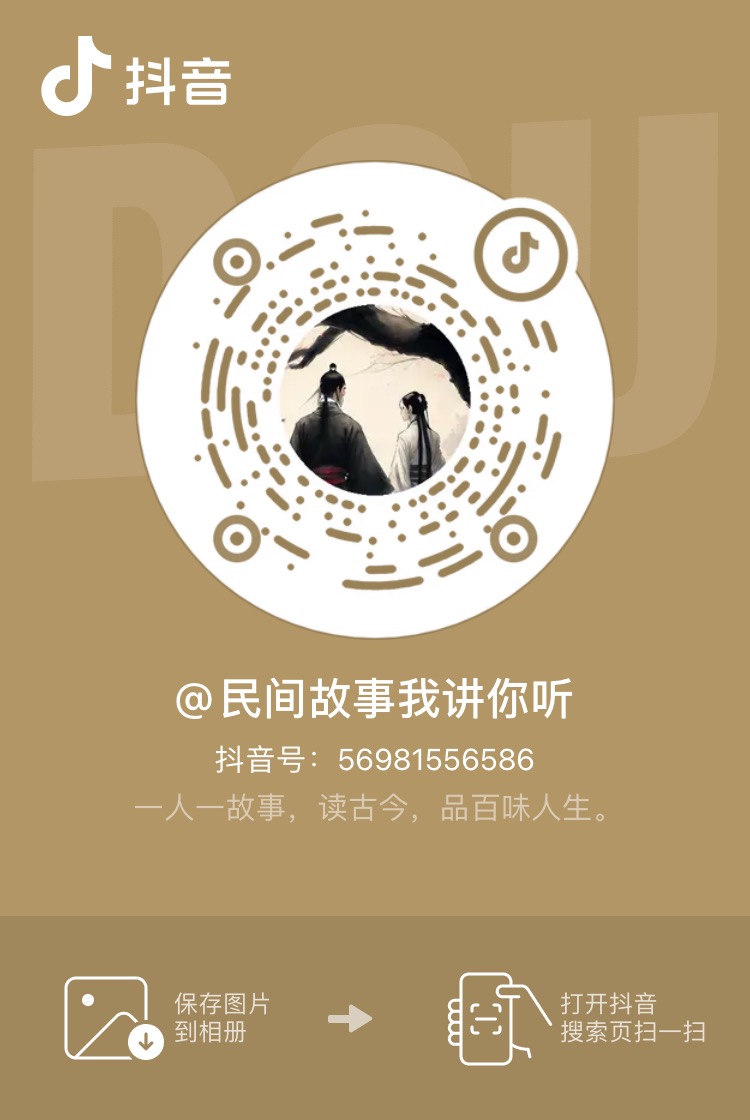 抖音
DOU
@民间故事我讲你听
抖音号：56981556586
一人一故事，读古今，品百味人生。
保存图片
到相册
打开抖音
搜索页扫一扫